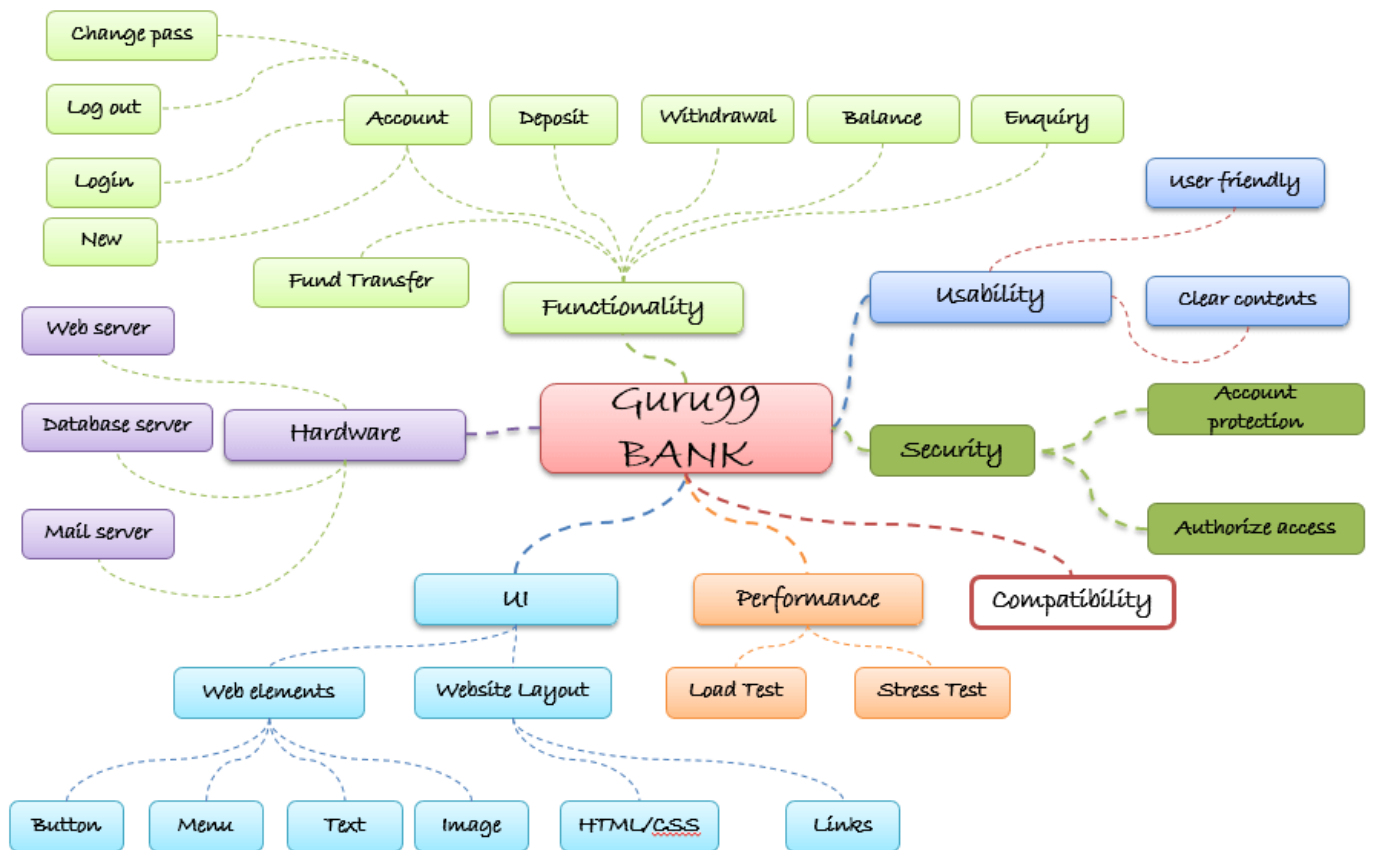 Change pass
Log out
Account
Deposit
Withdrawal
Balance
Enquiry
Login
User friendly
New
Fund Transfer
Functionality
Usability
Clear contents
Web server
Guru99
BANK
Account
protection
Database server
Hardware
Security
Mail server
Authorize access
UI
Performance
Compatibility
Web elements
Website Layout
Load Test
Stress Test
Button
Menu
Text
Image
HTML/CSS
Links